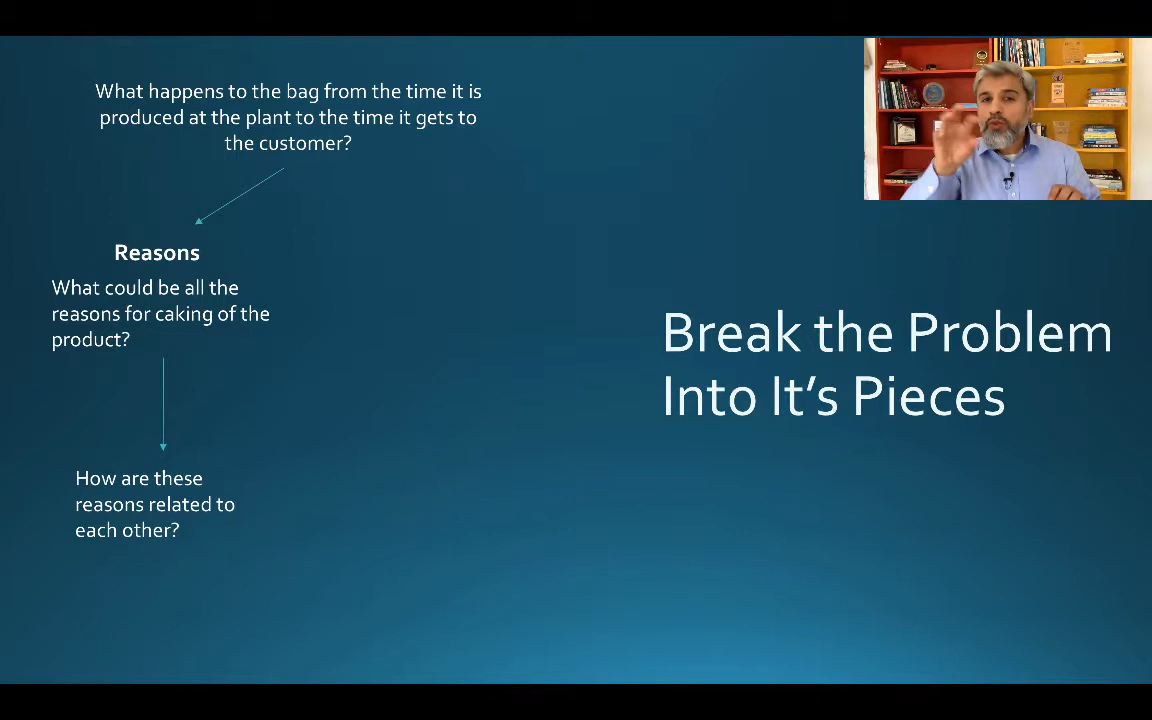 What happens to the bag from the time it is
produced at the plant to the time it gets to
the customer?
Reasons
What could be all the
reasons for caking of the
product?
How are these
reasons related to
each other?
Break the Problem
Into It's Pieces